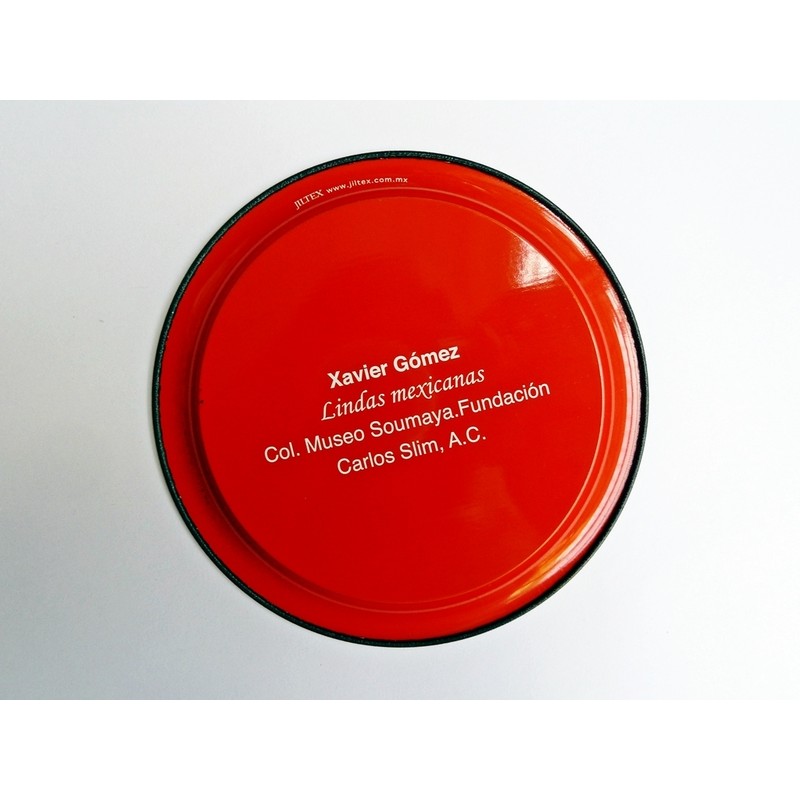 JILTEX www.jiltex.com.mx
Xavier Gómez
Lindas mexicanas
Col. Museo Soumaya.Fundación
Carlos Slim, A.C.